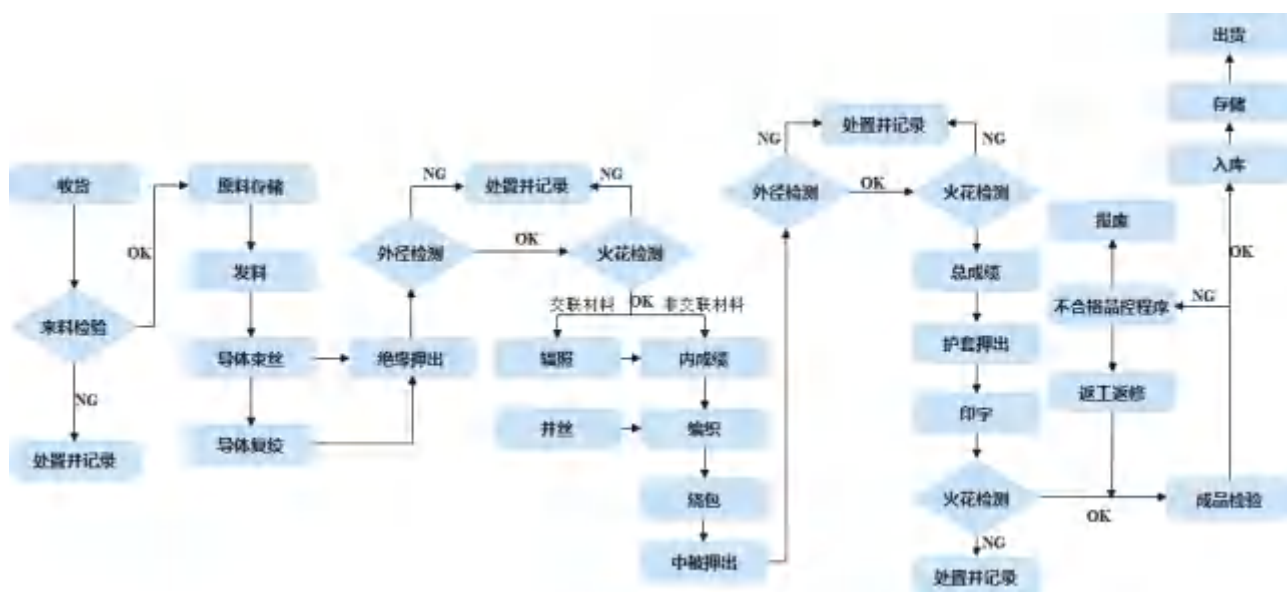 收货
来料检验
OK
NG
处置并记录
原料存储
发料
导体束丝
导体复绞
绝缘押出
外径检测
NG
处置并记录
NG
OK
火花检测
交联材料
OK
非交联材料
辐照
内成缆
并丝
编织
绕包
中被押出
外径检测
NG
处置并记录
NG
OK
火花检测
总成缆
护套押出
印字
火花检测
OK
NG
处置并记录
报废
不合格品控程序
NG
返工返修
成品检验
OK
入库
存储
出货